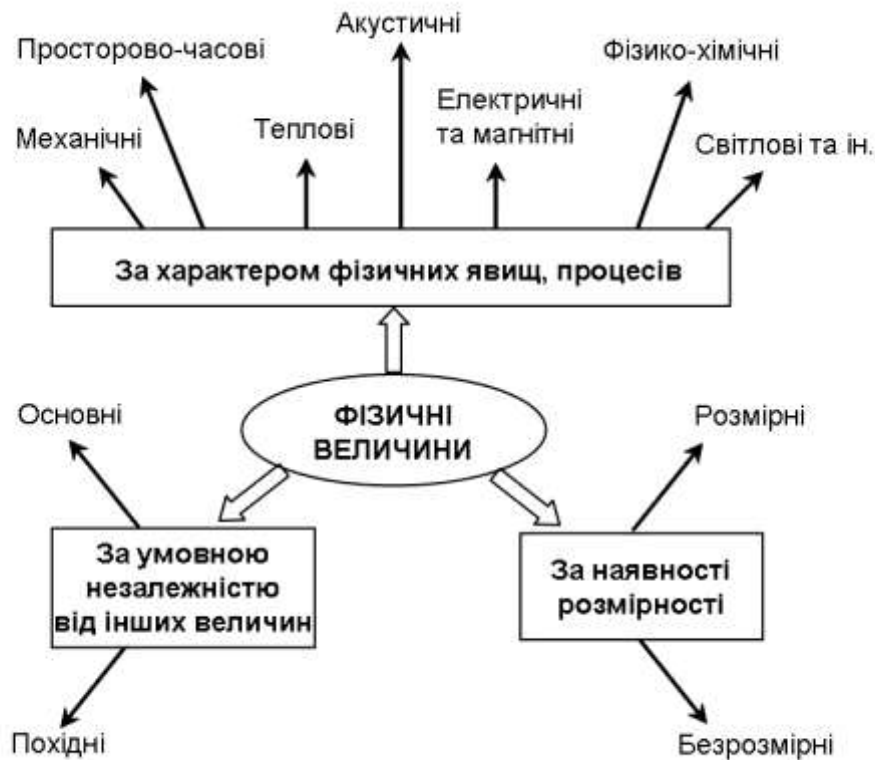 Акустичні
Просторово-часові
Фізико-хімічні
Механічні
Теплові
Електричні
та магнітні
Світлові та ін.
За характером фізичних явищ, процесів
ФІЗИЧНІ
ВЕЛИЧИНИ
Основні
Розмірні
За умовною
незалежністю
від інших величин
За наявності
розмірності
Похідні
Безрозмірні